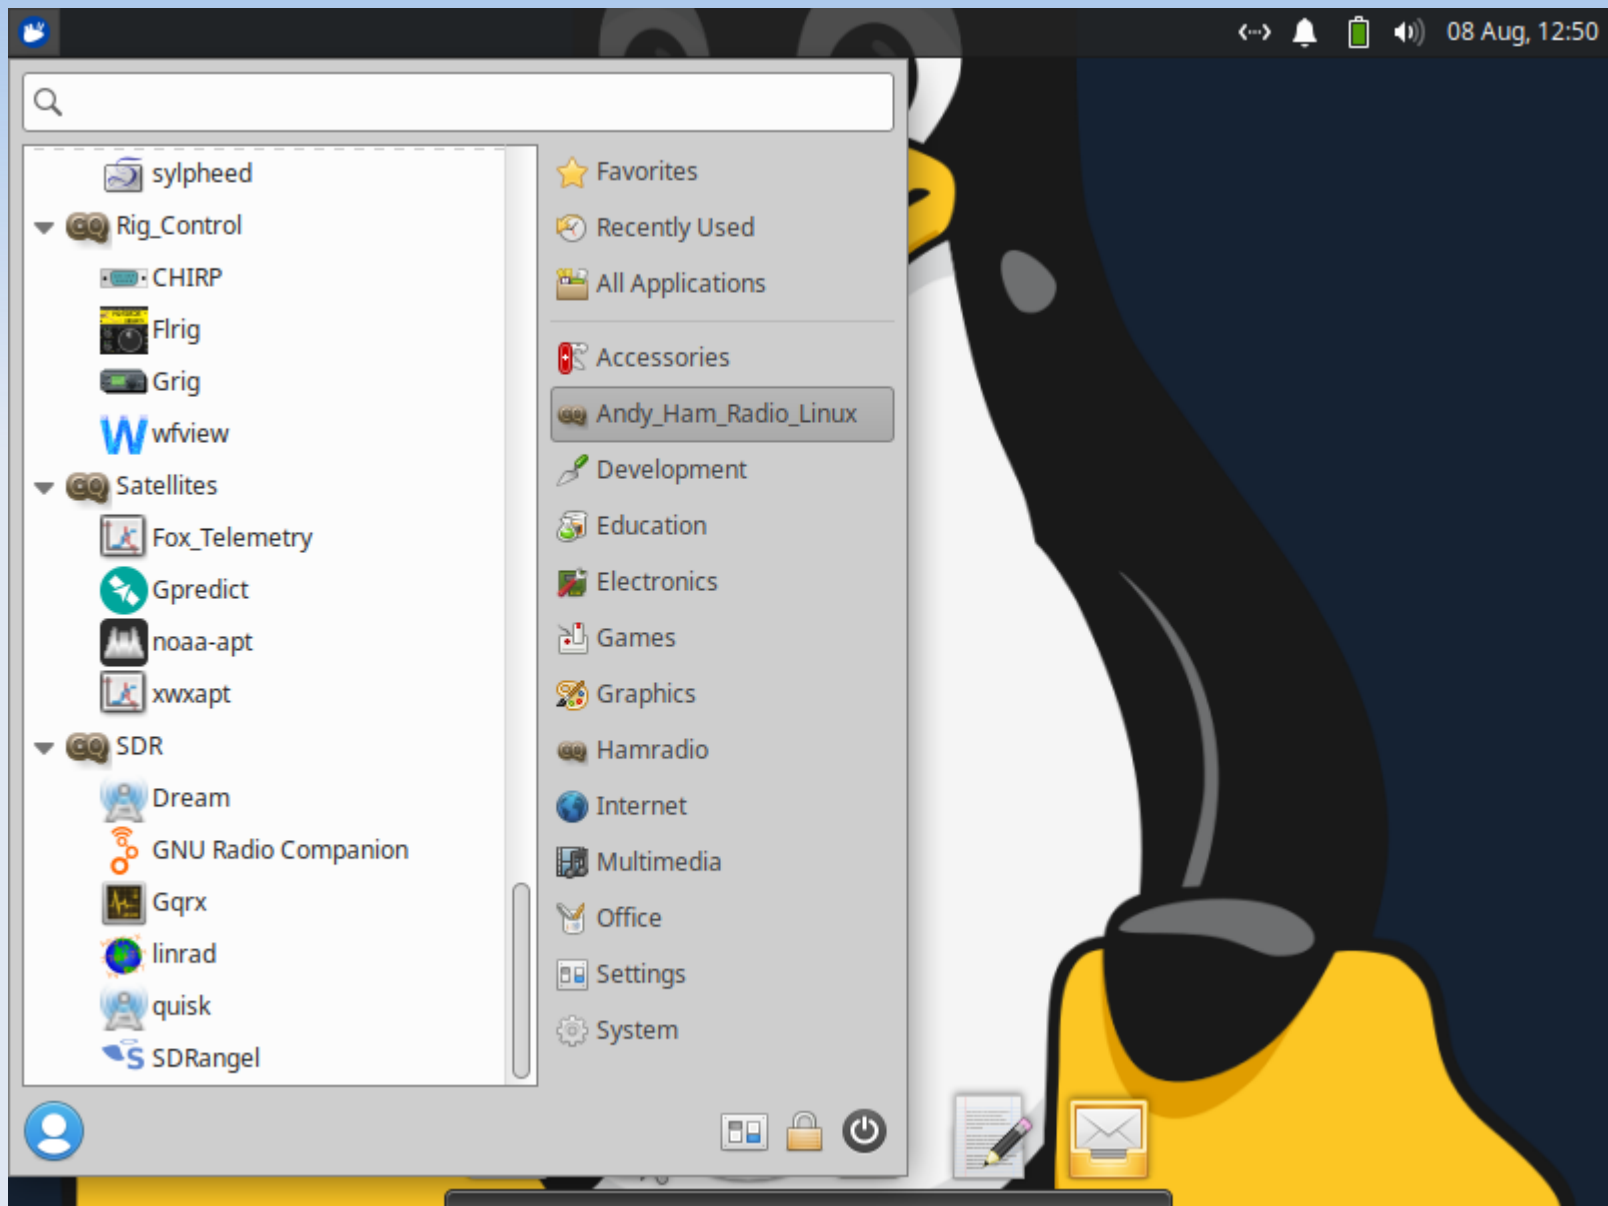 08 Aug, 12:50
sylpheed
Rig_Control
CHIRP
Flrig
Grig
wfview
Satellites
Fox_Telemetry
Gpredict
noaa-apt
xwxapt
SDR
Dream
GNU Radio Companion
Gqrx
linrad
quisk
SDRangel
Favorites
Recently Used
All Applications
Accessories
Andy_Ham_Radio_Linux
Development
Education
Electronics
Games
Graphics
Hamradio
Internet
Multimedia
Office
Settings
System